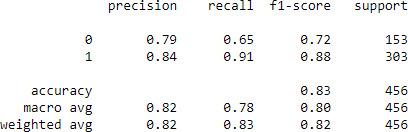 precision recall f1-score support
0 0.79 0.65 0.72 153
1 0.84 0.91 0.88 303
accuracy 0.83 456
macro avg 0.82 0.78 0.80 456
weighted avg 0.82 0.83 0.82 456